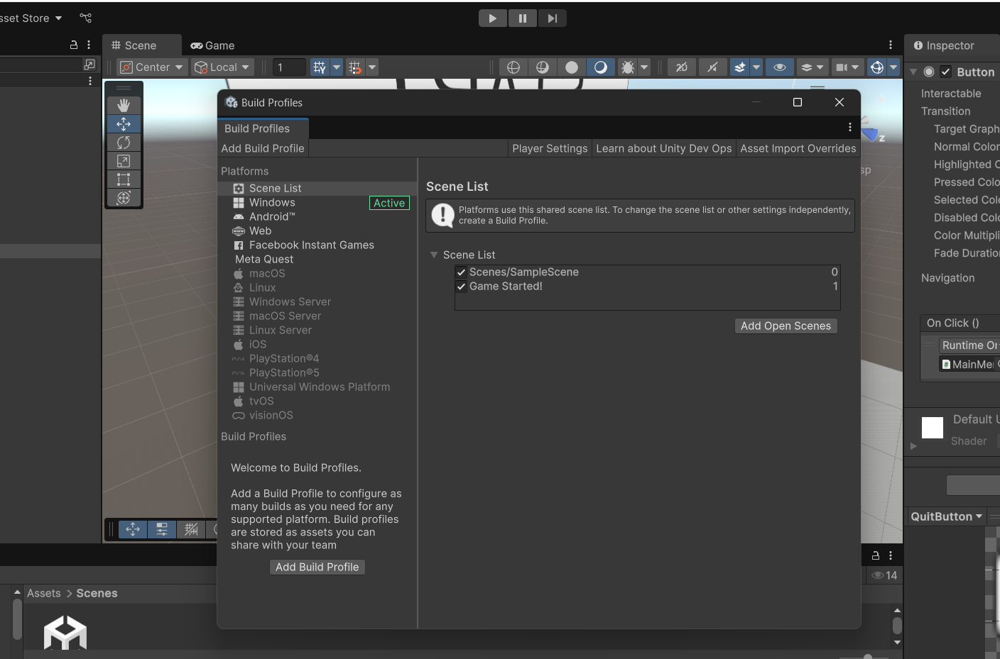 sset Store
Scene
Game
Inspector
Center
Local
1
2D
Button
Build Profiles
Interactable
Transition
Build Profiles
Target Graph
Add Build Profile
Player Settings
Learn about Unity Dev Ops
Asset Import Overrides
z
Normal Color
Platforms
sp
Highlighted C
Scene List
Scene List
Pressed Colo
Windows
Active
Platforms use this shared scene list. To change the scene list or other settings independently,
create a Build Profile.
Selected Colo
Android™
Disabled Colo
Web
Color Multipli
Facebook Instant Games
Scene List
Fade Duration
Meta Quest
macOS
Scenes/SampleScene
0
Navigation
Linux
Game Started!
1
Windows Server
macOS Server
Add Open Scenes
On Click ()
Linux Server
iOS
Runtime On
PlayStation®4
MainMe
PlayStation®5
Universal Windows Platform
tvOS
visionOS
Default U
Build Profiles
Shader
Welcome to Build Profiles.
Add a Build Profile to configure as
many builds as you need for any
supported platform. Build profiles
are stored as assets you can
share with your team
QuitButton
Add Build Profile
14
Assets > Scenes